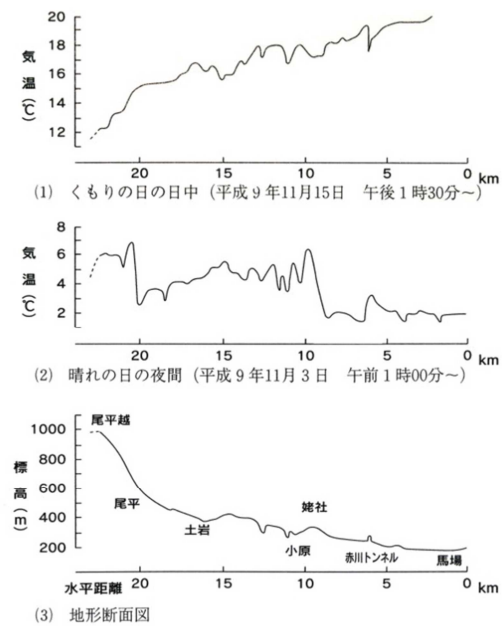 20
18
16
14
12
気温(℃)
20 15 10 5 0 km
(1) くもりの日の日中 (平成9年11月15日 午後1時30分~)
8
6
4
2
気温(℃)
20 15 10 5 0 km
(2) 晴れの日の夜間 (平成9年11月3日 午前1時00分~)
尾平越
1000
800
600
400
200
標高(m)
尾平
土岩
姥社
小原
赤川トンネル
馬場
水平距離 20 15 10 5 0 km
(3) 地形断面図